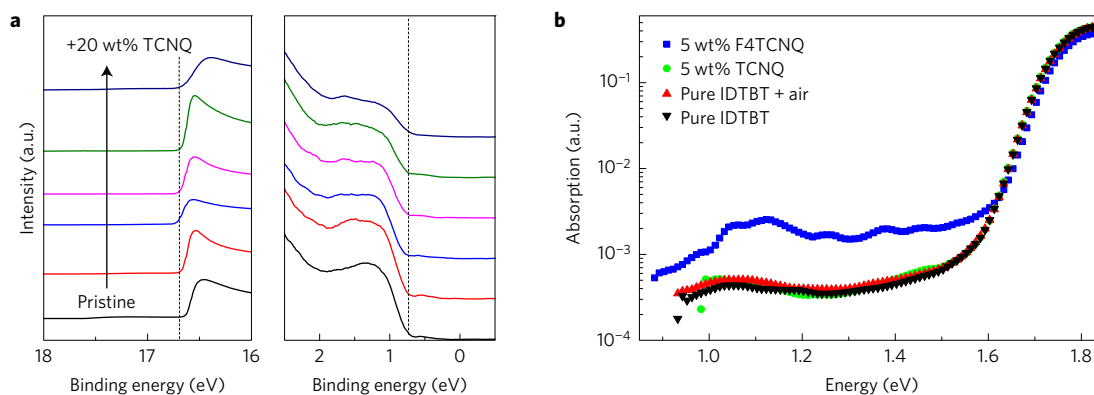 a
+20 wt% TCNQ
Pristine
Intensity (a.u.)
18 17 16
Binding energy (eV)
2 1 0
Binding energy (eV)
b
5 wt% F4TCNQ
5 wt% TCNQ
Pure IDTBT + air
Pure IDTBT
Absorption (a.u.)
10⁻¹
10⁻²
10⁻³
10⁻⁴
1.0 1.2 1.4 1.6 1.8
Energy (eV)